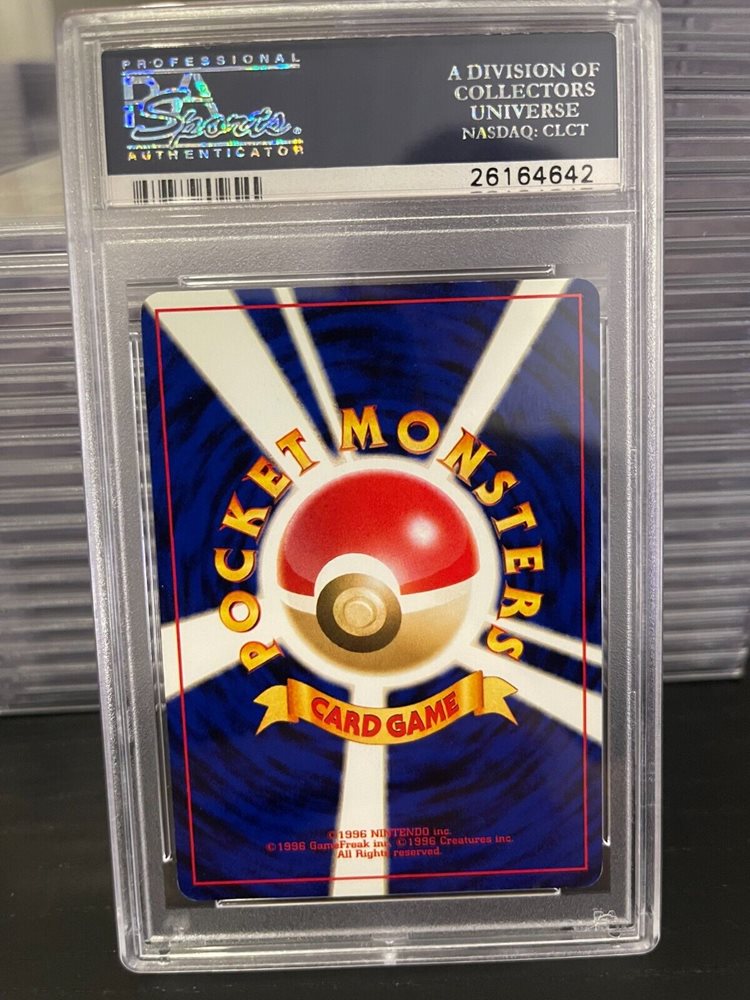 PROFESSIONAL
PSA
Sports®
AUTHENTICATOR
A DIVISION OF
COLLECTORS
UNIVERSE
NASDAQ: CLCT
26164642
POCKET MONSTERS
CARD GAME
©1996 NINTENDO inc.
©1996 GameFreak inc. ©1996 Creatures inc.
All Rights reserved.
PSA